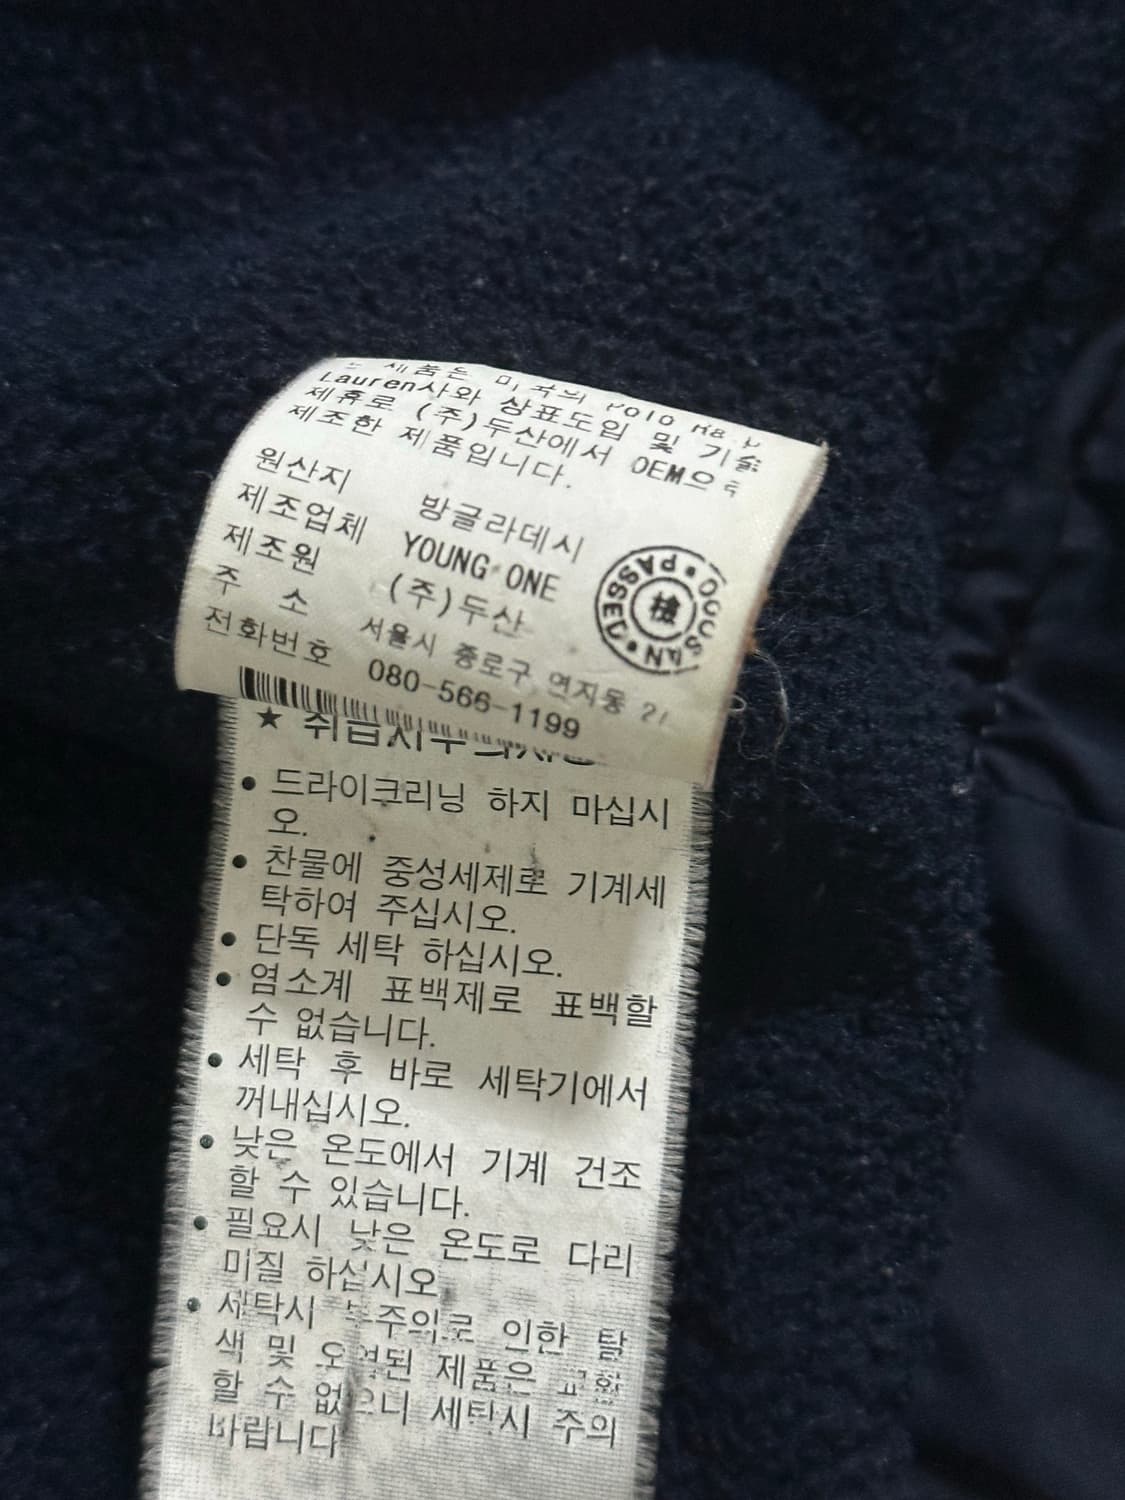 제품은 미국의 Polo
Lauren사와 상표도입 및 기술
제휴로 (주)두산에서 OEM으로
제조한 제품입니다.
원산지 방글라데시
제조업체 YOUNG ONE
제조원 (주)두산
주 소 서울시 종로구 연지동
전화번호 080-566-1199
DOOSAN PASSED 檢
★ 취급시주의사항
• 드라이크리닝 하지 마십시
오.
• 찬물에 중성세제로 기계세
탁하여 주십시오.
• 단독 세탁 하십시오.
• 염소계 표백제로 표백할
수 없습니다.
• 세탁 후 바로 세탁기에서
꺼내십시오.
• 낮은 온도에서 기계 건조
할 수 있습니다.
• 필요시 낮은 온도로 다리
미질 하십시오
• 세탁시 부주의로 인한 탈
색 및 오염된 제품은 교환
할 수 없으니 세탁시 주의
바랍니다